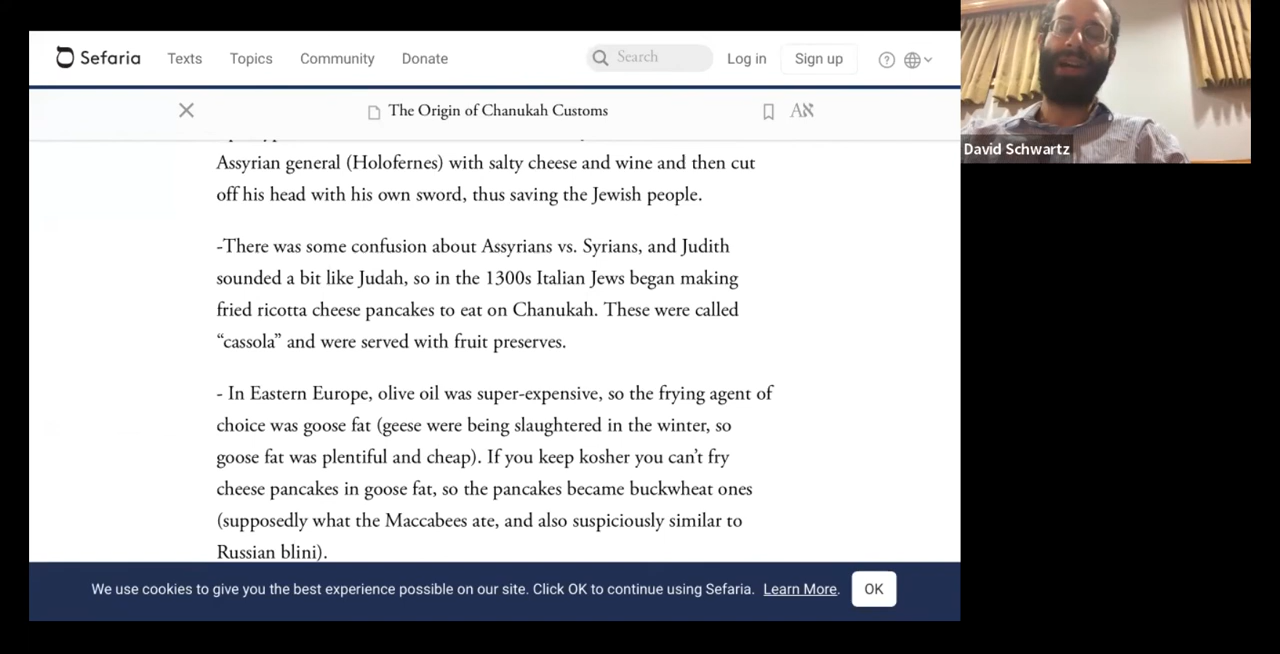 Sefaria Texts Topics Community Donate Search Log in Sign up
The Origin of Chanukah Customs Aא
Assyrian general (Holofernes) with salty cheese and wine and then cut
off his head with his own sword, thus saving the Jewish people.
-There was some confusion about Assyrians vs. Syrians, and Judith
sounded a bit like Judah, so in the 1300s Italian Jews began making
fried ricotta cheese pancakes to eat on Chanukah. These were called
“cassola” and were served with fruit preserves.
- In Eastern Europe, olive oil was super-expensive, so the frying agent of
choice was goose fat (geese were being slaughtered in the winter, so
goose fat was plentiful and cheap). If you keep kosher you can’t fry
cheese pancakes in goose fat, so the pancakes became buckwheat ones
(supposedly what the Maccabees ate, and also suspiciously similar to
Russian blini).
We use cookies to give you the best experience possible on our site. Click OK to continue using Sefaria. Learn More. OK
David Schwartz